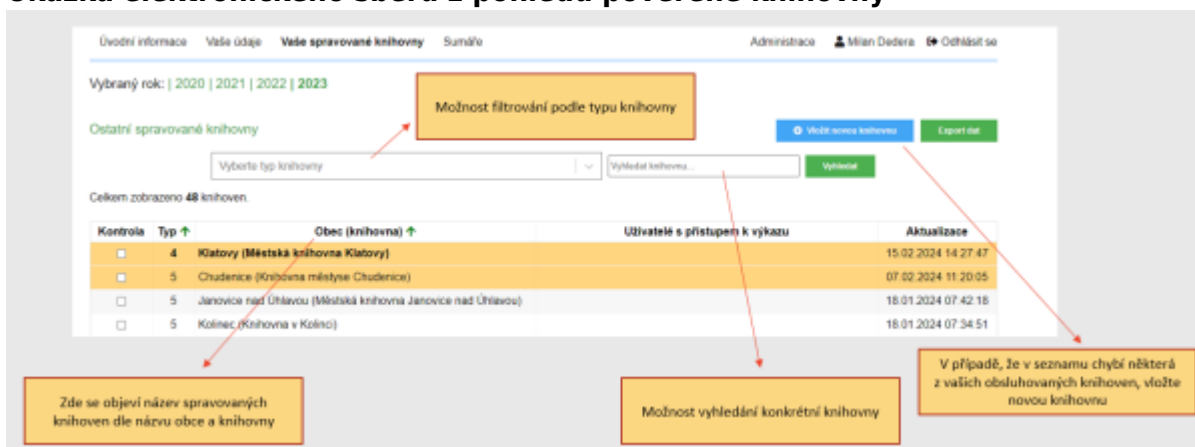 Ukázka elektronického sběru z pohledu pověřené knihovny
Úvodní informace Vaše údaje Vaše spravované knihovny Sumáře Administrace Milan Dedera Odhlásit se
Vybraný rok: | 2020 | 2021 | 2022 | 2023
Možnost filtrování podle typu knihovny
Ostatní spravované knihovny
Vložit novou knihovnu Export dat
Vyberte typ knihovny Vyhledat knihovnu... Vyhledat
Celkem zobrazeno 48 knihoven.
Kontrola Typ ↑ Obec (knihovna) ↑ Uživatelé s přístupem k výkazu Aktualizace
4 Klatovy (Městská knihovna Klatovy) 15.02.2024 14:27:47
5 Chudenice (Knihovna městyse Chudenice) 07.02.2024 11:20:05
5 Janovice nad Úhlavou (Městská knihovna Janovice nad Úhlavou) 18.01.2024 07:42:18
5 Kolinec (Knihovna v Kolinci) 18.01.2024 07:34:51
Zde se objeví název spravovaných
knihoven dle názvu obce a knihovny
Možnost vyhledání konkrétní knihovny
V případě, že v seznamu chybí některá
z vašich obsluhovaných knihoven, vložte
novou knihovnu